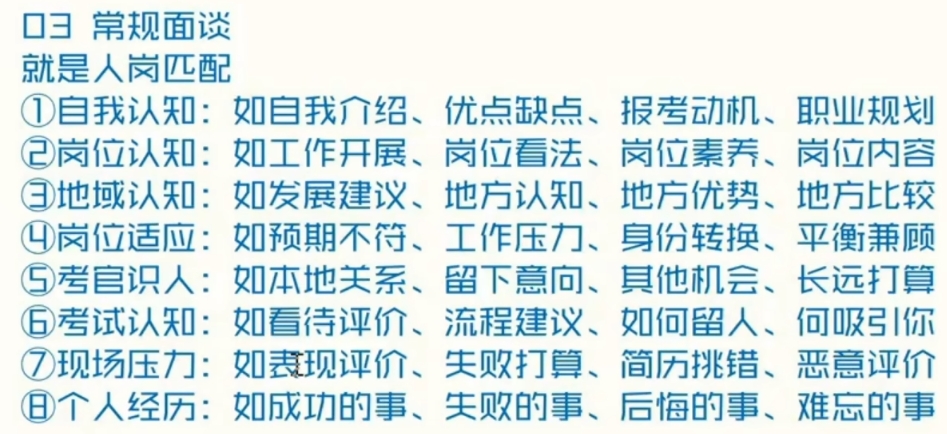 03 常规面谈
就是人岗匹配
①自我认知：如自我介绍、优点缺点、报考动机、职业规划
②岗位认知：如工作开展、岗位看法、岗位素养、岗位内容
③地域认知：如发展建议、地方认知、地方优势、地方比较
④岗位适应：如预期不符、工作压力、身份转换、平衡兼顾
⑤考官识人：如本地关系、留下意向、其他机会、长远打算
⑥考试认知：如看待评价、流程建议、如何留人、何吸引你
⑦现场压力：如表现评价、失败打算、简历挑错、恶意评价
⑧个人经历：如成功的事、失败的事、后悔的事、难忘的事